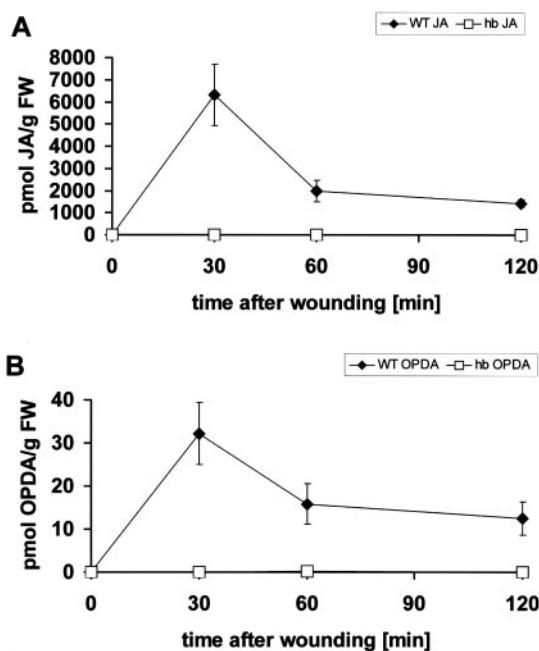 A
WT JA
hb JA
pmol JA/g FW
8000
7000
6000
5000
4000
3000
2000
1000
0
0 30 60 90 120
time after wounding [min]
B
WT OPDA
hb OPDA
pmol OPDA/g FW
40
30
20
10
0
0 30 60 90 120
time after wounding [min]